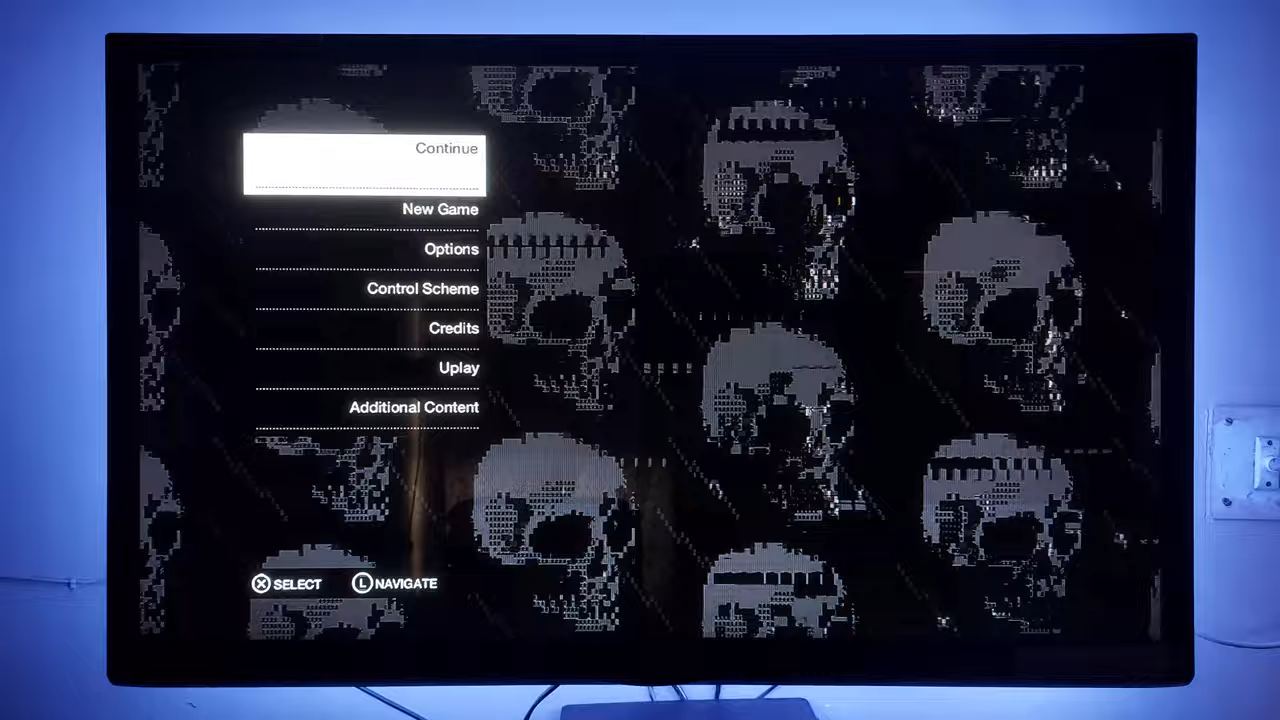 Continue
New Game
Options
Control Scheme
Credits
Uplay
Additional Content
SELECT L NAVIGATE